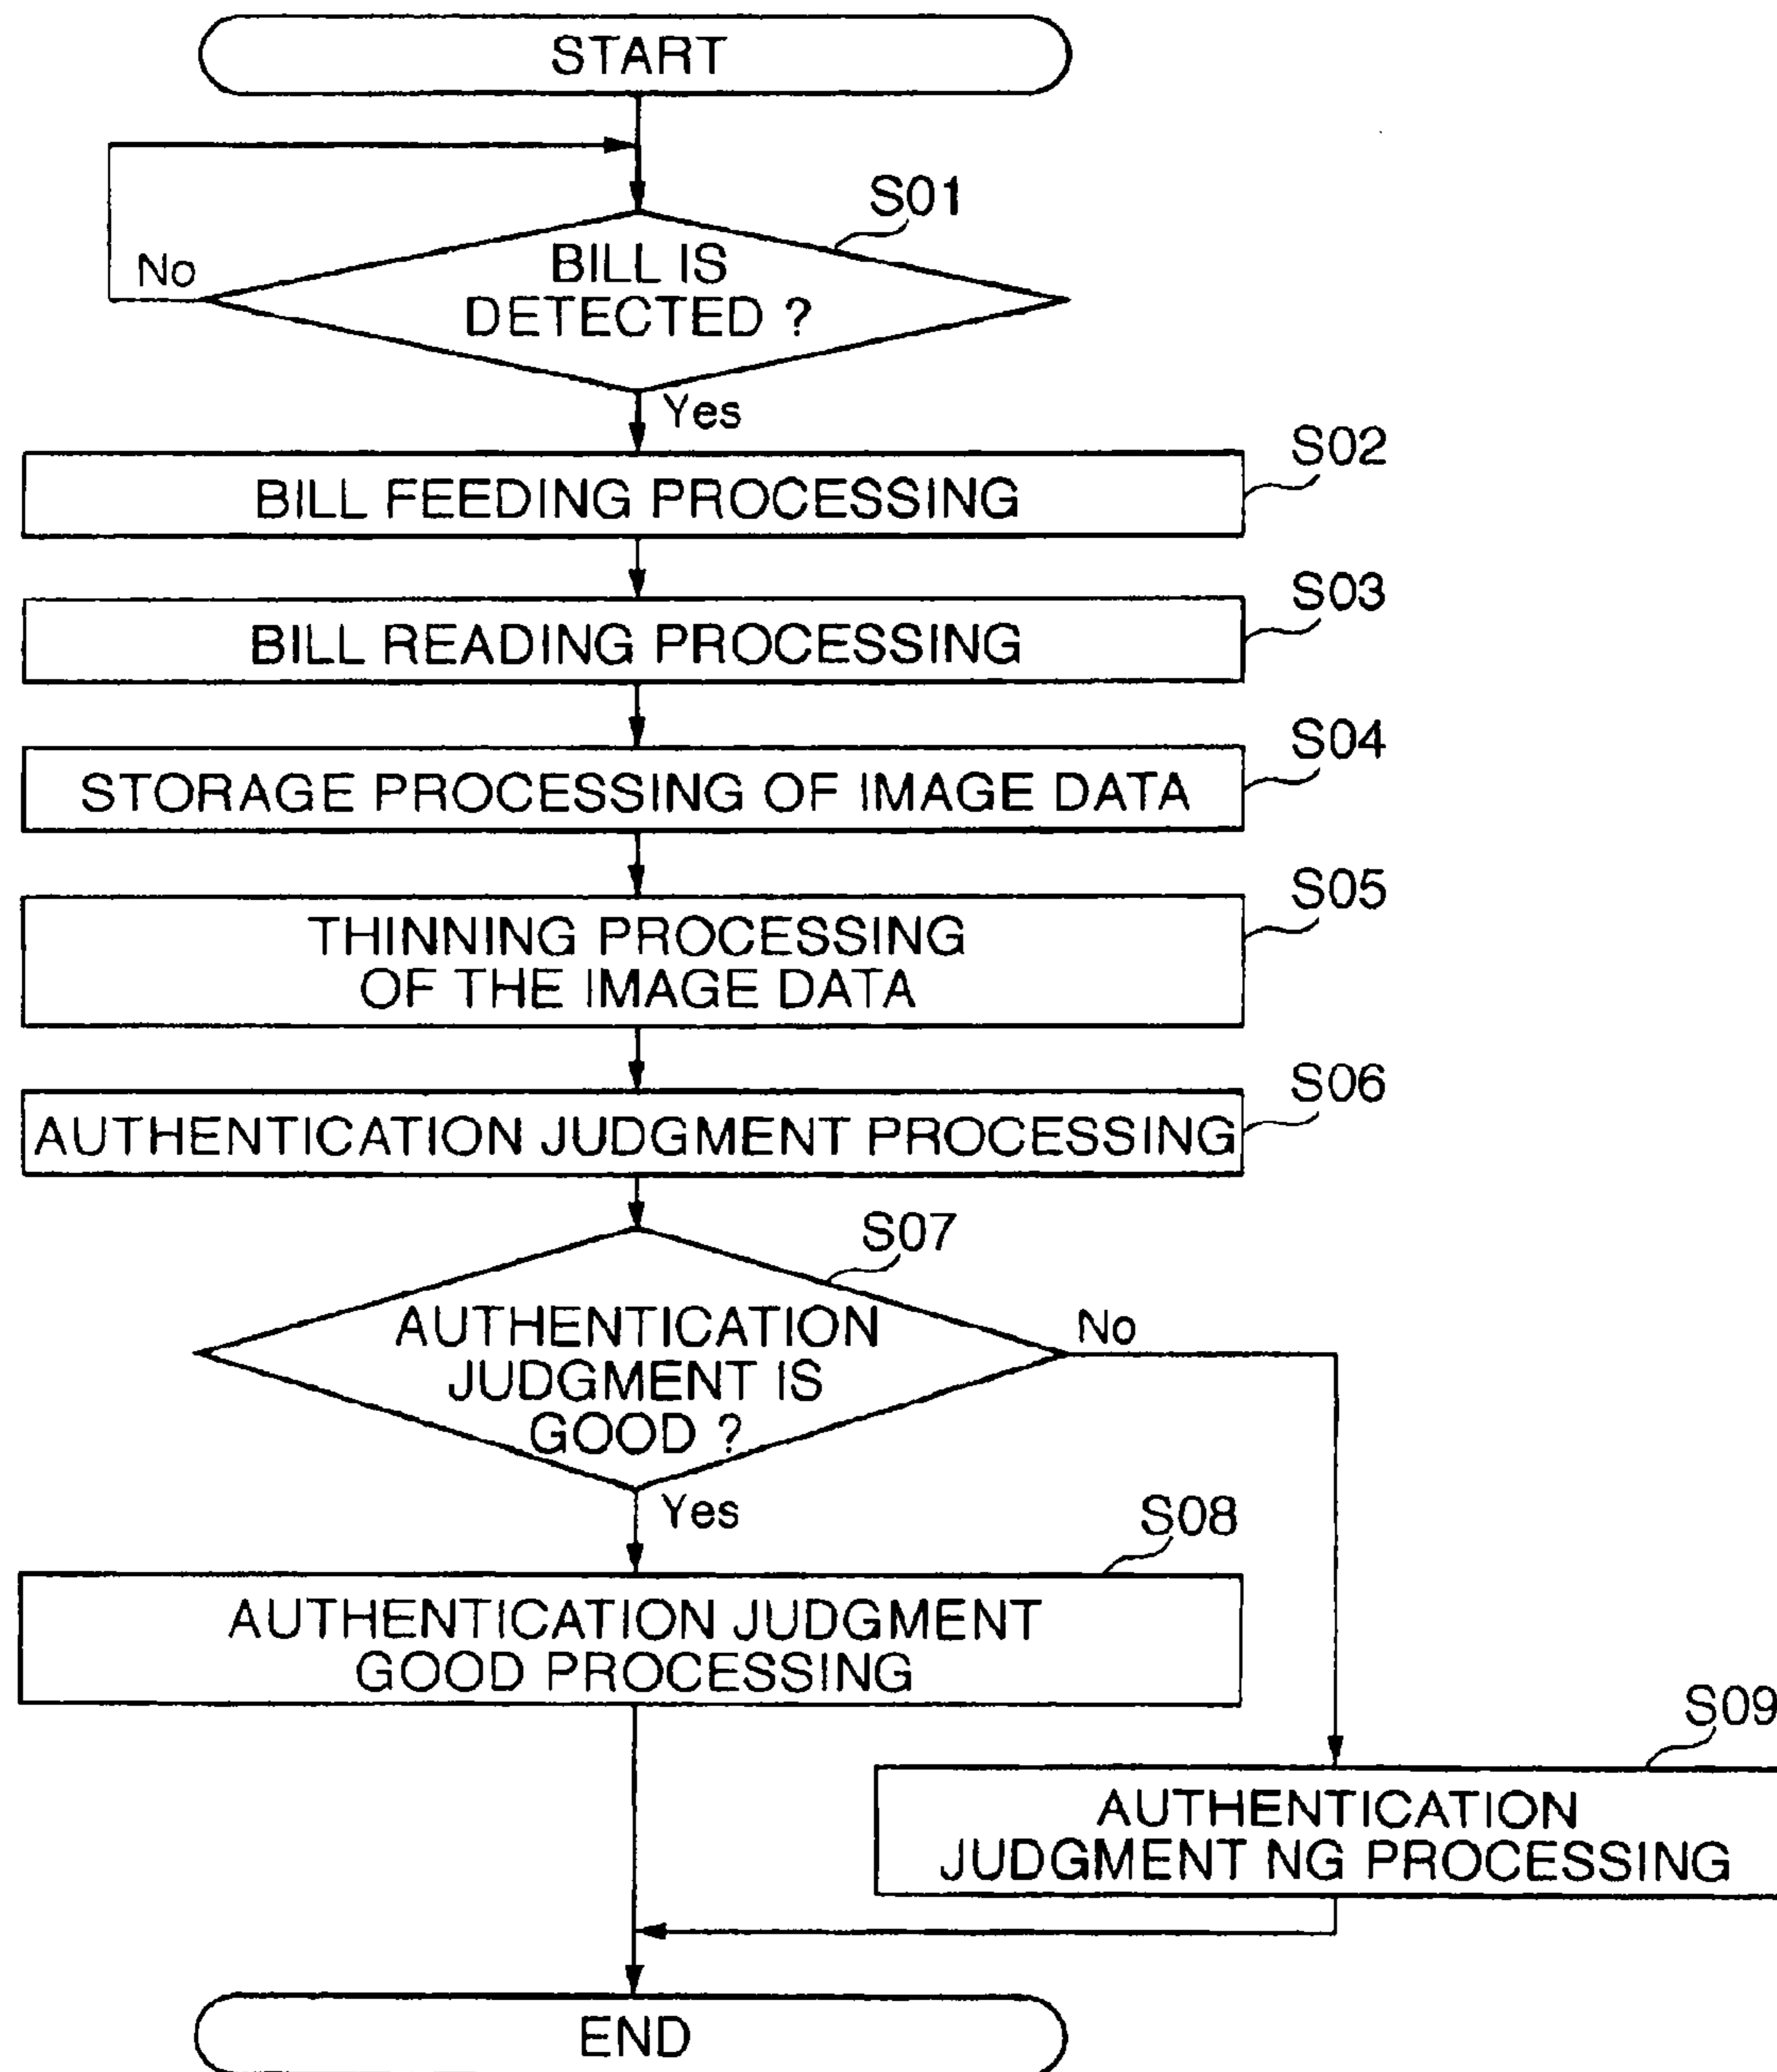 START
S01
BILL IS
No
DETECTED ?
Yes
S02
BILL FEEDING PROCESSING
S03
BILL READING PROCESSING
S04
STORAGE PROCESSING OF IMAGE DATA
S05
THINNING PROCESSING
OF THE IMAGE DATA
S06
AUTHENTICATION JUDGMENT PROCESSING
S07
AUTHENTICATION
No
JUDGMENT IS
GOOD ?
Yes
S08
AUTHENTICATION JUDGMENT
GOOD PROCESSING
S09
AUTHENTICATION
JUDGMENT NG PROCESSING
END